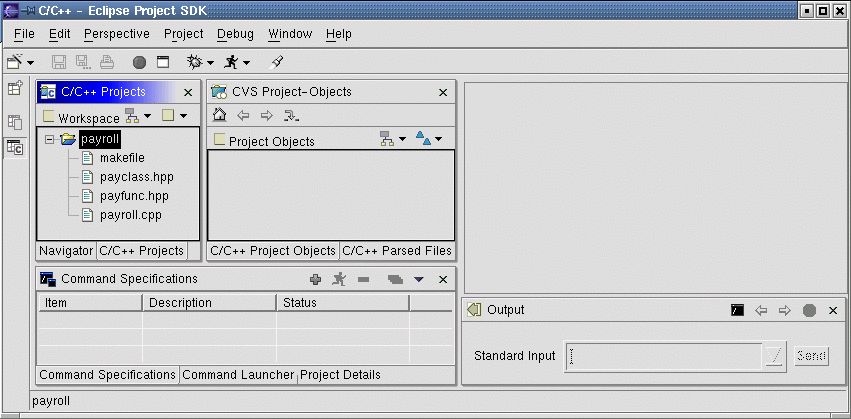 C/C++ - Eclipse Project SDK
File Edit Perspective Project Debug Window Help
C/C++ Projects
Workspace
payroll
makefile
payclass.hpp
payfunc.hpp
payroll.cpp
Navigator C/C++ Projects
CVS Project-Objects
Project Objects
C/C++ Project Objects C/C++ Parsed Files
Command Specifications
Item Description Status
Command Specifications Command Launcher Project Details
Output
Standard Input Send
payroll